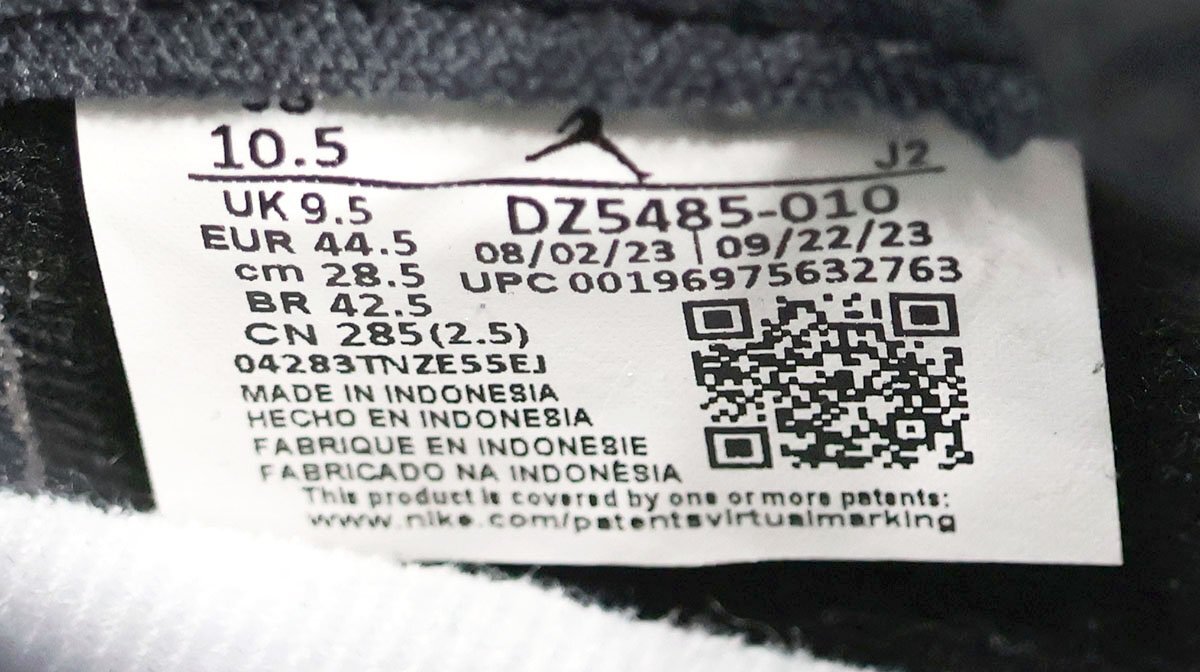 10.5
J2
UK 9.5
DZ5485-010
EUR 44.5
08/02/23 | 09/22/23
cm 28.5
UPC 00196975632763
BR 42.5
CN 285(2.5)
04283TNZE55EJ
MADE IN INDONESIA
HECHO EN INDONESIA
FABRIQUE EN INDONESIE
FABRICADO NA INDONÉSIA
This product is covered by one or more patents:
www.nike.com/patentsvirtualmarking